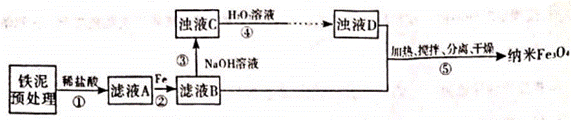 浊液C H₂O₂溶液 ④ …… 浊液D
③ NaOH溶液 加热、搅拌、分离、干燥 ⑤ 纳米Fe₃O₄
铁泥
预处理 稀盐酸 ① 滤液A Fe ② 滤液B